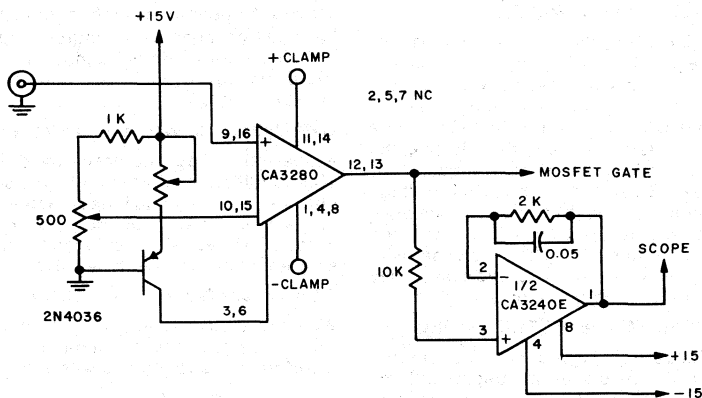 +15V
+ CLAMP
2, 5, 7 NC
1 K
9, 16
+
11, 14
CA3280
12, 13
MOSFET GATE
10, 15
500
1, 4, 8
2 K
0.05
SCOPE
10K
2
−
1/2
CA3240E
1
-CLAMP
3, 6
2N4036
3
+
4
8
+15
-15